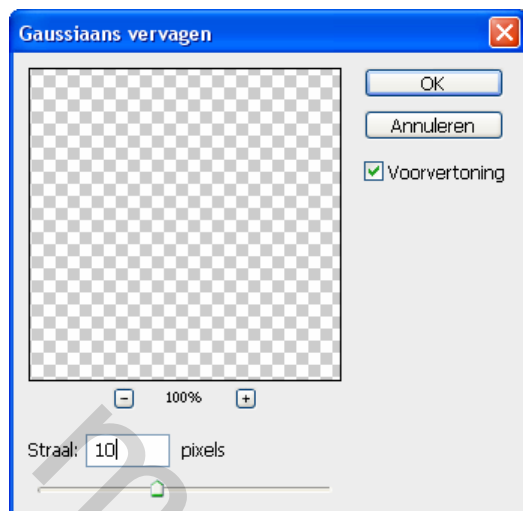 Gaussiaans vervagen
OK
Annuleren
Voorvertoning
100%
Straal: 10 pixels